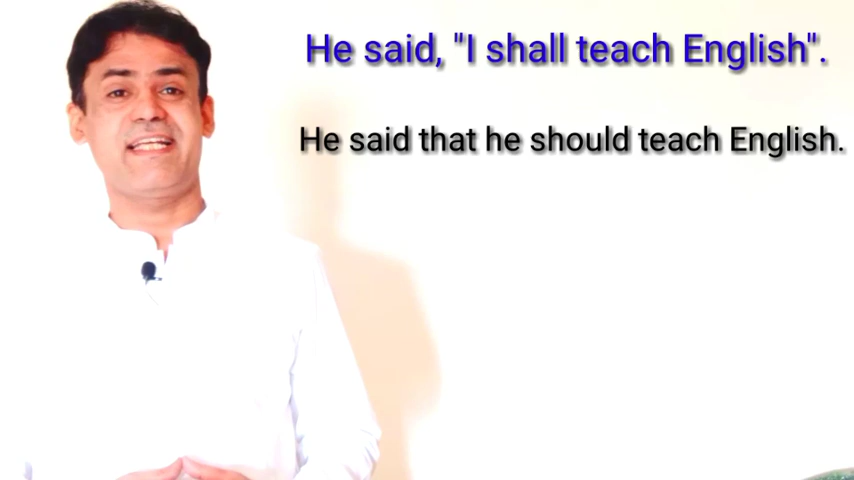 He said, "I shall teach English".
He said that he should teach English.